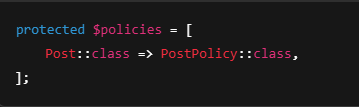 protected $policies = [
    Post::class => PostPolicy::class,
];